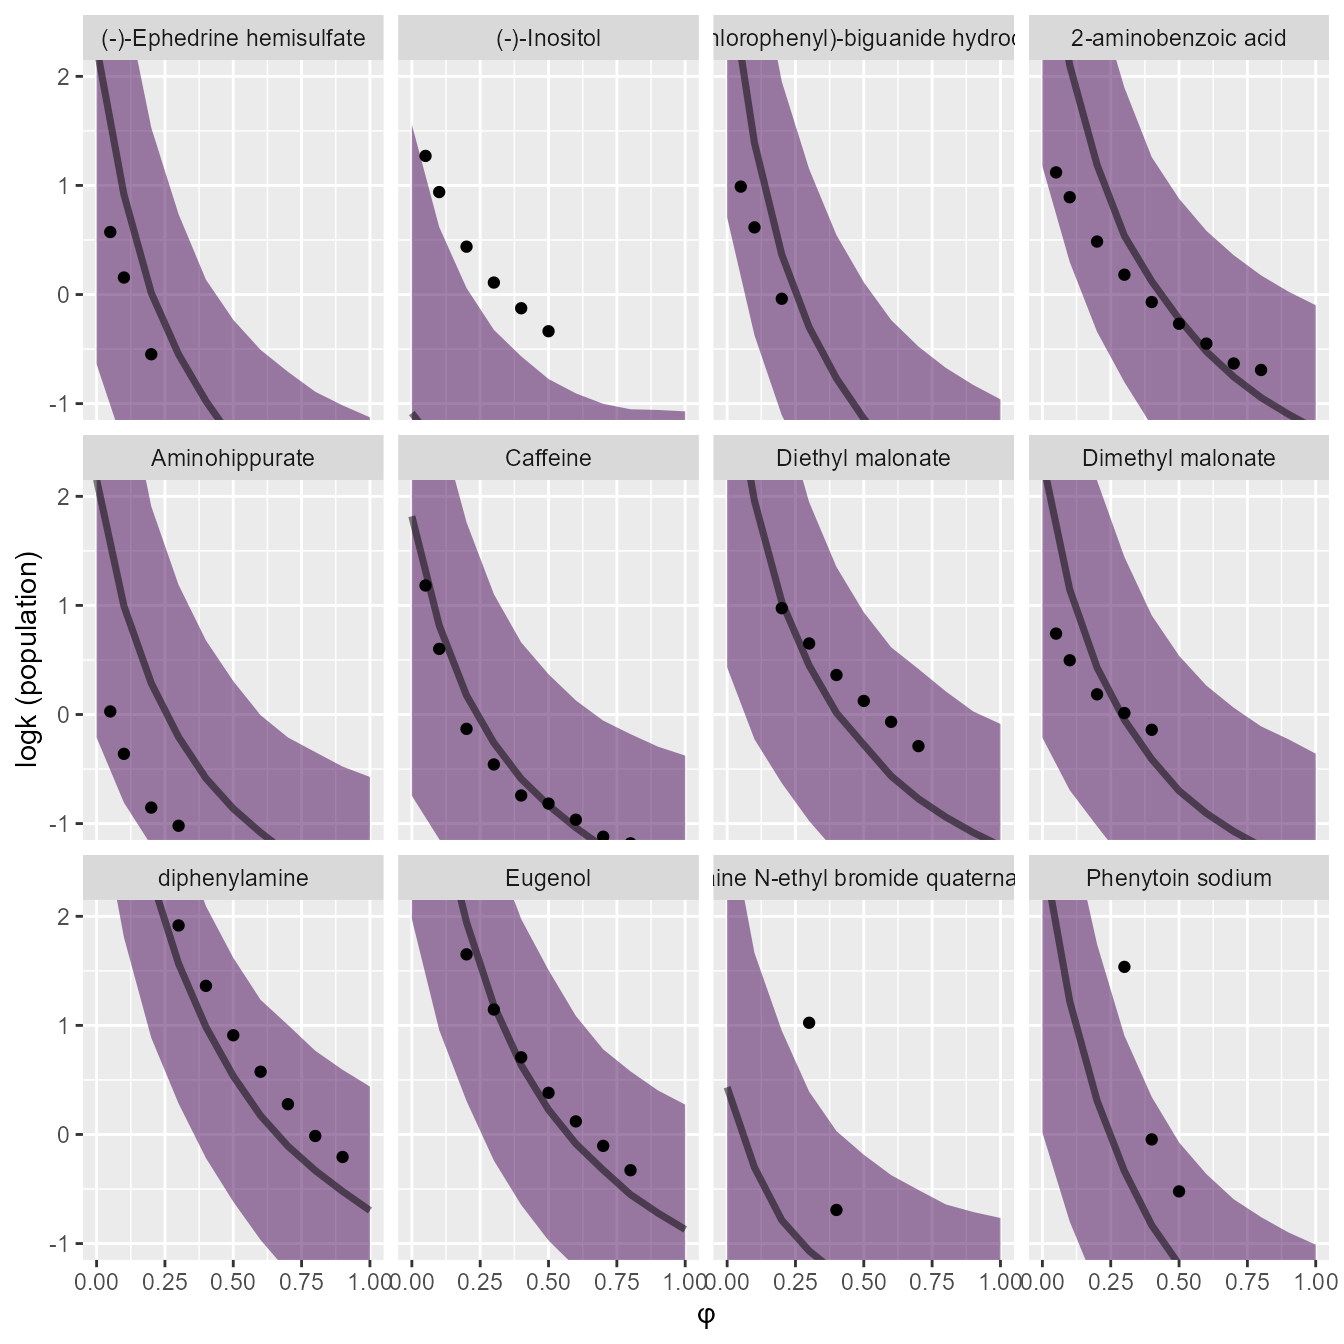 (-)-Ephedrine hemisulfate (-)-Inositol hlorophenyl)-biguanide hydroc 2-aminobenzoic acid
2
1
0
-1
Aminohippurate Caffeine Diethyl malonate Dimethyl malonate
2
1
0
-1
logk (population)
diphenylamine Eugenol ine N-ethyl bromide quaterna Phenytoin sodium
2
1
0
-1
0.00 0.25 0.50 0.75 1.00 0.00 0.25 0.50 0.75 1.00 0.00 0.25 0.50 0.75 1.00 0.00 0.25 0.50 0.75 1.00
φ